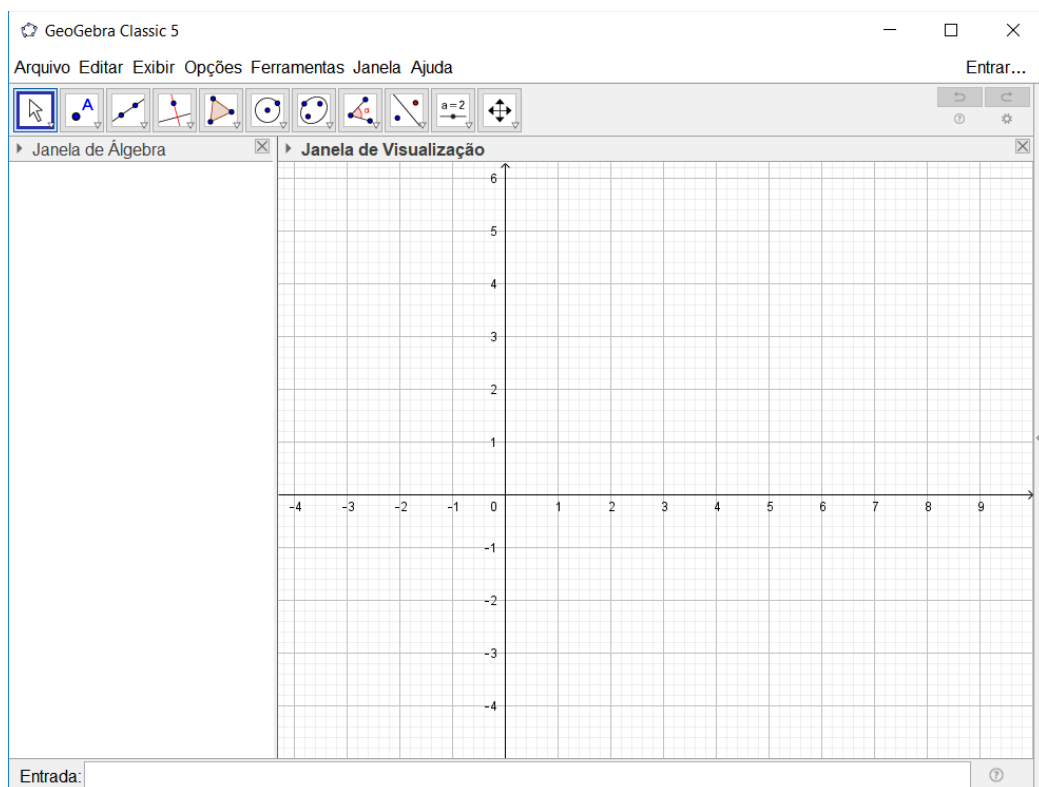 GeoGebra Classic 5
Arquivo Editar Exibir Opções Ferramentas Janela Ajuda Entrar...
A α a=2
Janela de Álgebra
Janela de Visualização
6
5
4
3
2
1
-4 -3 -2 -1 0 1 2 3 4 5 6 7 8 9
-1
-2
-3
-4
Entrada: